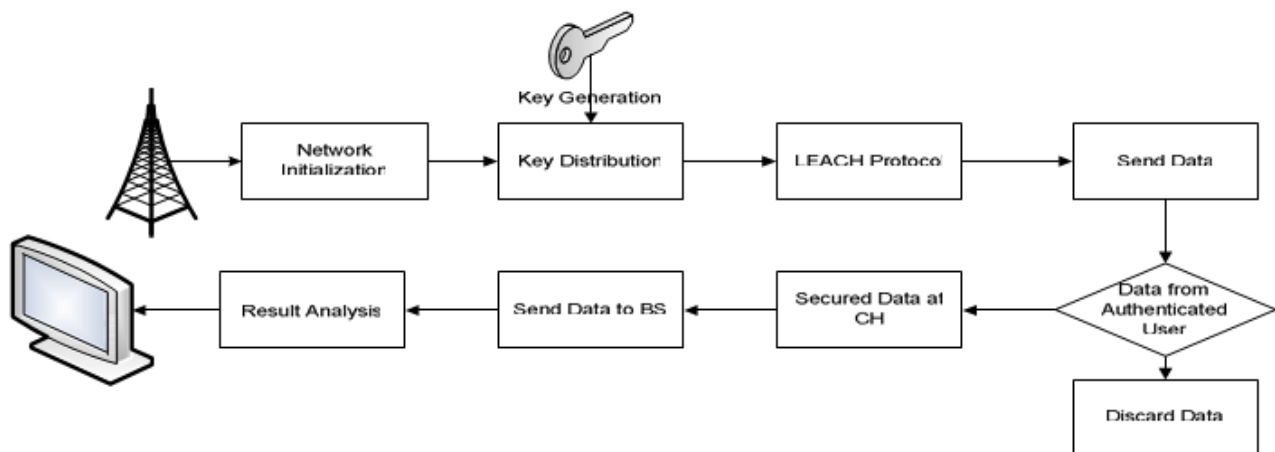 Key Generation
Network
Initialization
Key Distribution
LEACH Protocol
Send Data
Data from
Authenticated
User
Secured Data at
CH
Send Data to BS
Result Analysis
Discard Data